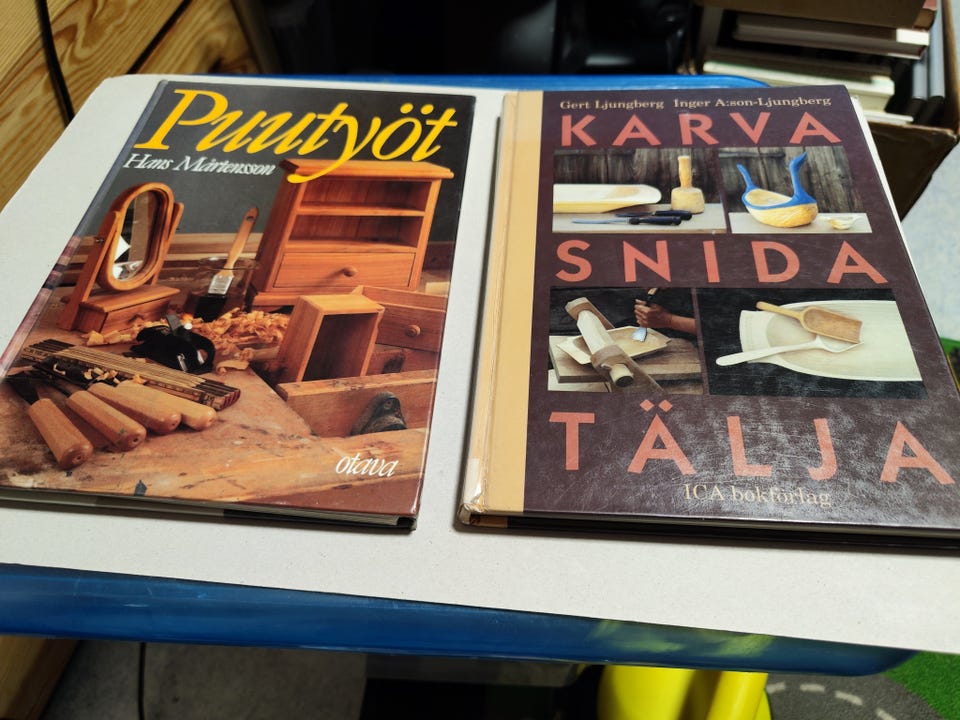 Puutyöt
Hans Mårtensson
otava
Gert Ljungberg Inger A:son-Ljungberg
KARVA
SNIDA
TÄLJA
ICA bokförlag